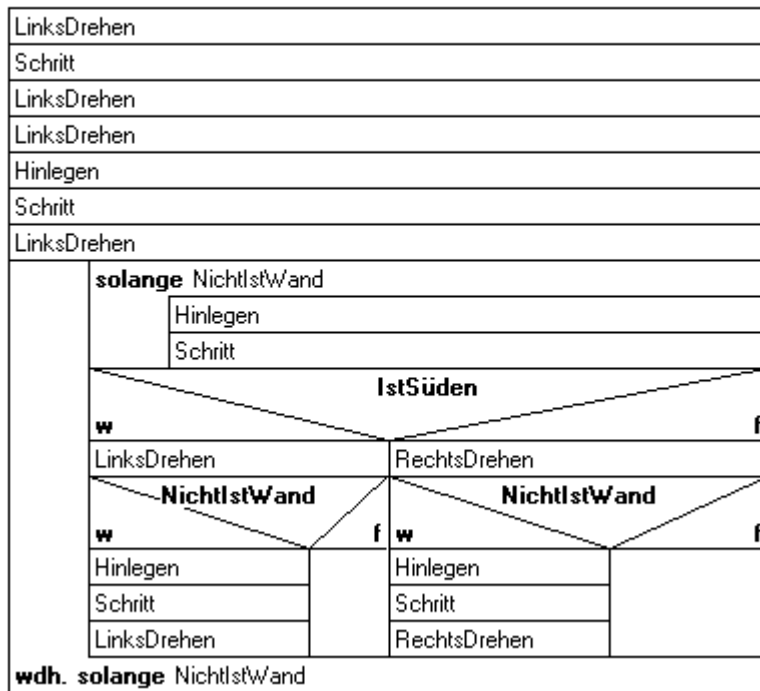 LinksDrehen
Schritt
LinksDrehen
LinksDrehen
Hinlegen
Schritt
LinksDrehen
solange NichtIstWand
Hinlegen
Schritt
IstSüden
w f
LinksDrehen RechtsDrehen
NichtIstWand NichtIstWand
w f w f
Hinlegen Hinlegen
Schritt Schritt
LinksDrehen RechtsDrehen
wdh. solange NichtIstWand